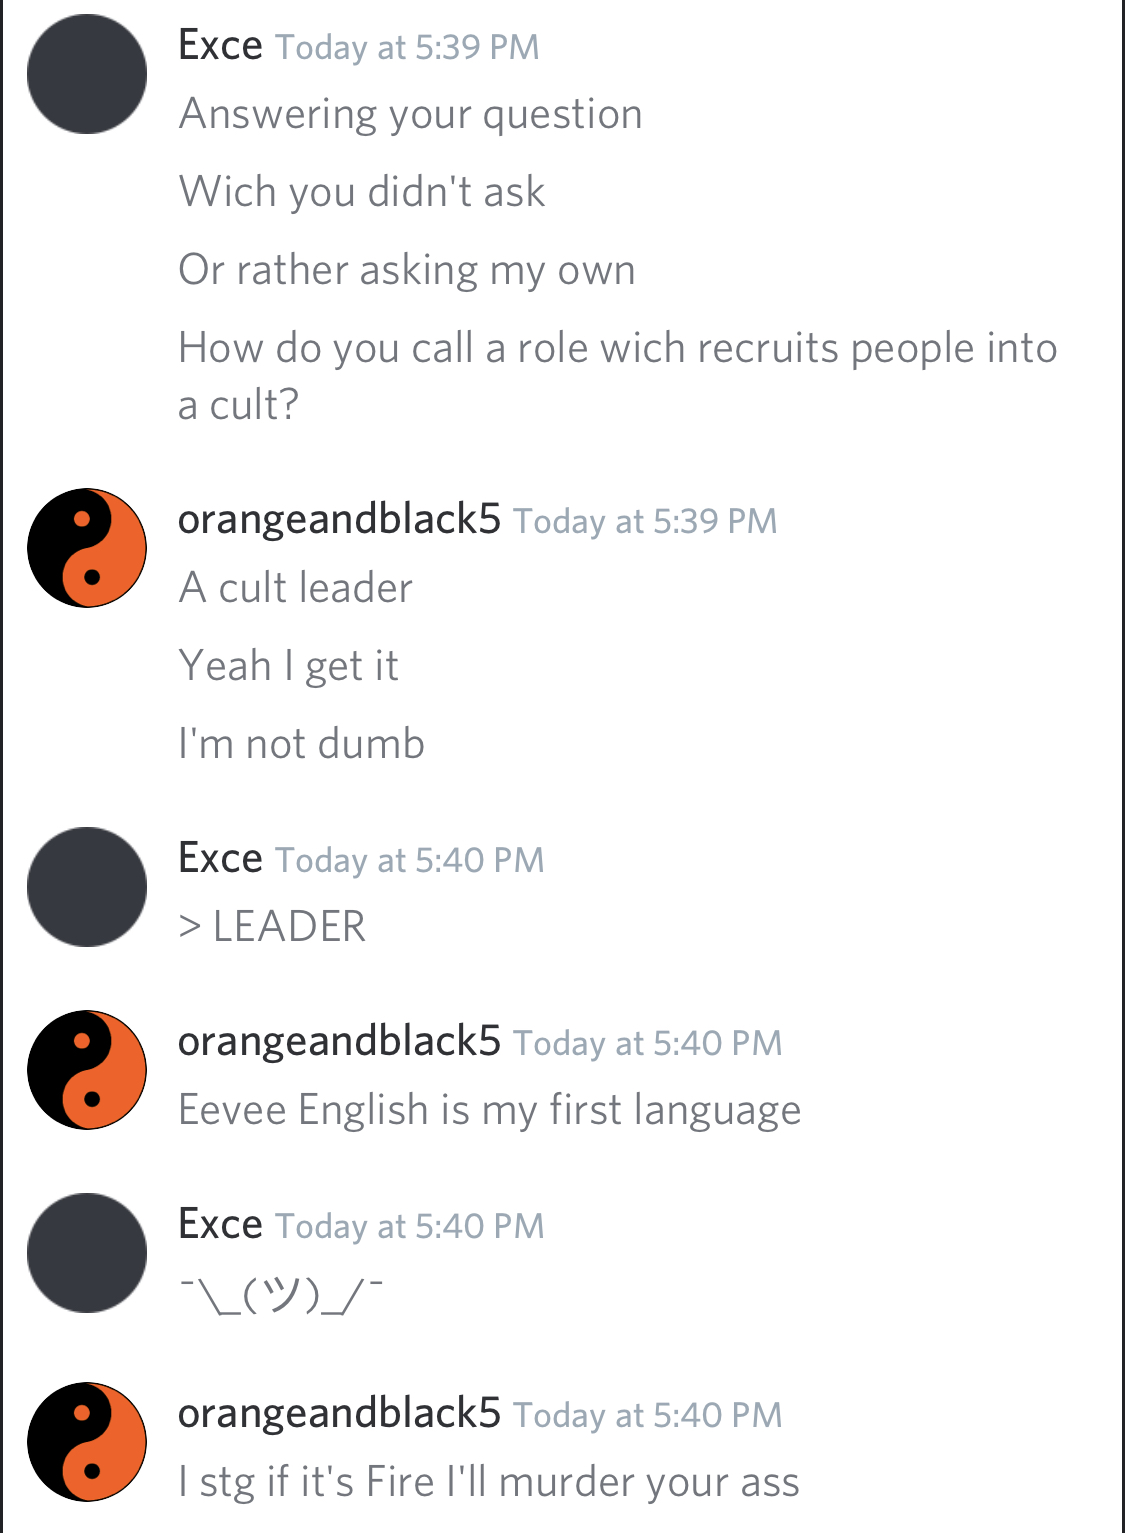 Exce Today at 5:39 PM
Answering your question
Wich you didn't ask
Or rather asking my own
How do you call a role wich recruits people into
a cult?
orangeandblack5 Today at 5:39 PM
A cult leader
Yeah I get it
I'm not dumb
Exce Today at 5:40 PM
> LEADER
orangeandblack5 Today at 5:40 PM
Eevee English is my first language
Exce Today at 5:40 PM
¯\_(ツ)_/¯
orangeandblack5 Today at 5:40 PM
I stg if it's Fire I'll murder your ass